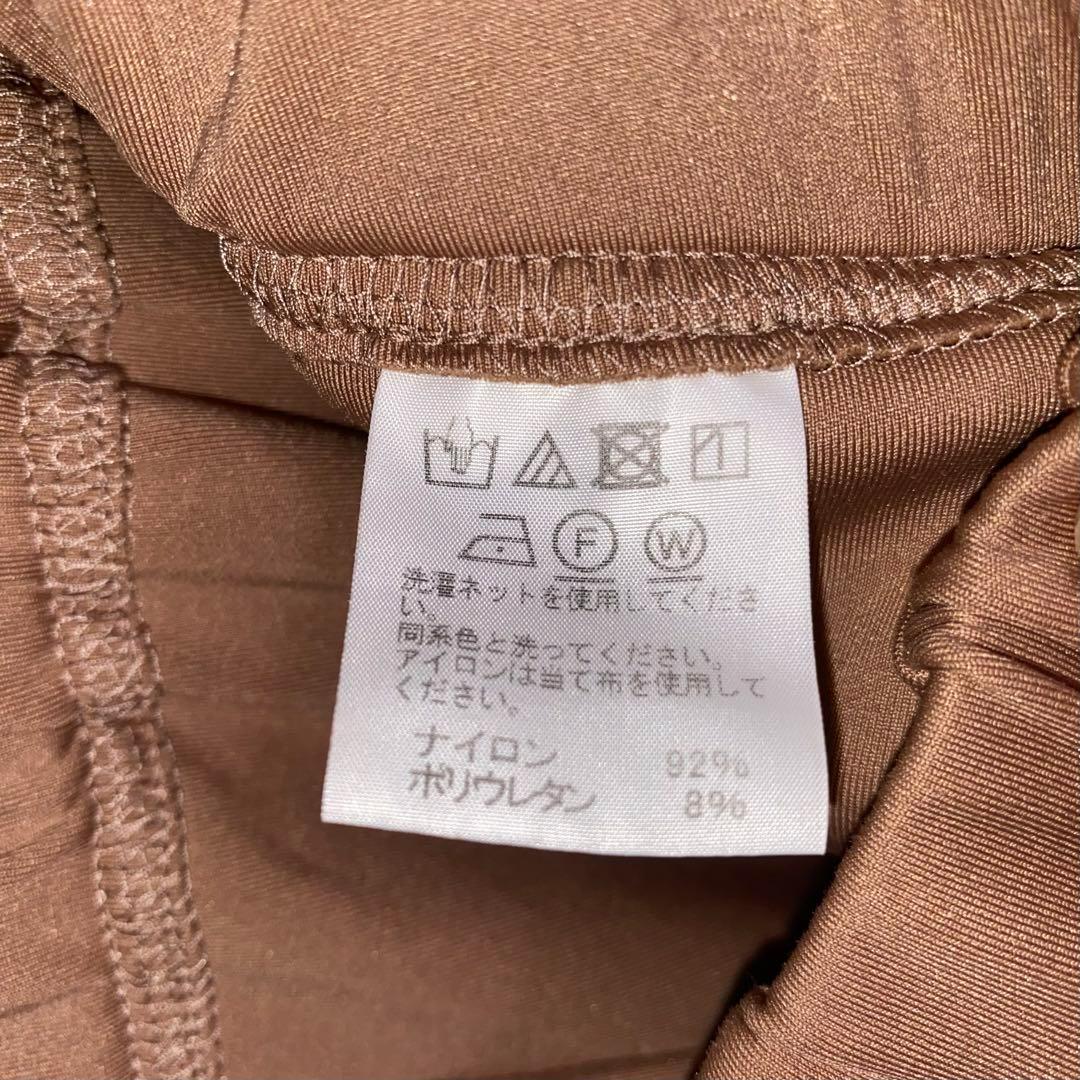 F W
洗濯ネットを使用してくださ
い。
同系色と洗ってください。
アイロンは当て布を使用して
ください。
ナイロン 92%
ポリウレタン 8%